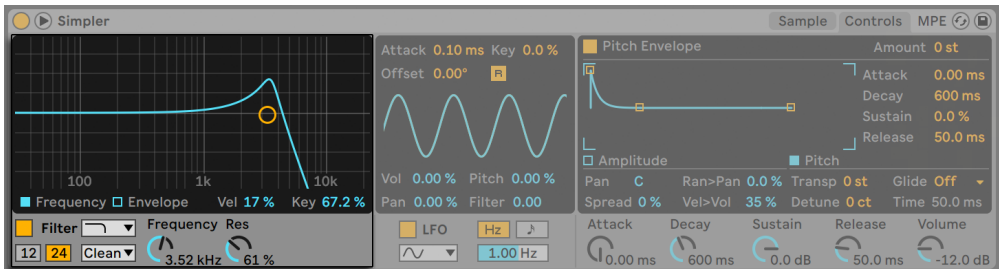 Simpler Sample Controls MPE
Attack 0.10 ms Key 0.0 %
Offset 0.00° R
Vol 0.00 % Pitch 0.00 %
Pan 0.00 % Filter 0.00
LFO Hz
1.00 Hz
100 1k 10k
Frequency Envelope Vel 17 % Key 67.2 %
Filter Frequency Res
12 24 Clean 3.52 kHz 61 %
Pitch Envelope Amount 0 st
Attack 0.00 ms
Decay 600 ms
Sustain 0.0 %
Release 50.0 ms
Amplitude Pitch
Pan C Ran>Pan 0.0 % Transp 0 st Glide Off
Spread 0 % Vel>Vol 35 % Detune 0 ct Time 50.0 ms
Attack Decay Sustain Release Volume
0.00 ms 600 ms 0.0 dB 50.0 ms -12.0 dB